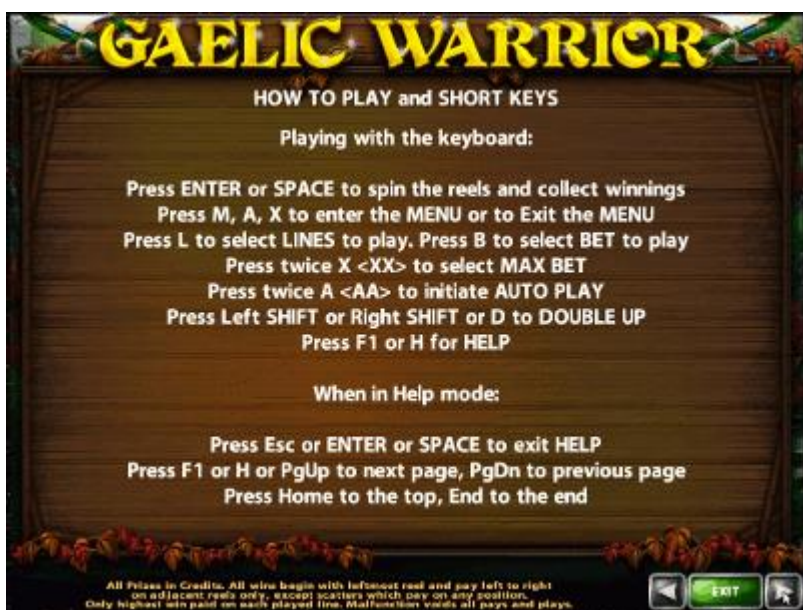 GAELIC WARRIOR
HOW TO PLAY and SHORT KEYS
Playing with the keyboard:
Press ENTER or SPACE to spin the reels and collect winnings
Press M, A, X to enter the MENU or to Exit the MENU
Press L to select LINES to play. Press B to select BET to play
Press twice X <XX> to select MAX BET
Press twice A <AA> to initiate AUTO PLAY
Press Left SHIFT or Right SHIFT or D to DOUBLE UP
Press F1 or H for HELP
When in Help mode:
Press Esc or ENTER or SPACE to exit HELP
Press F1 or H or PgUp to next page, PgDn to previous page
Press Home to the top, End to the end
All Prizes in Credits. All wins begin with leftmost reel and pay left to right
on adjacent reels only, except scatters which pay on any position.
Only highest win paid on each played line. Malfunction voids all pays and plays.
EXIT